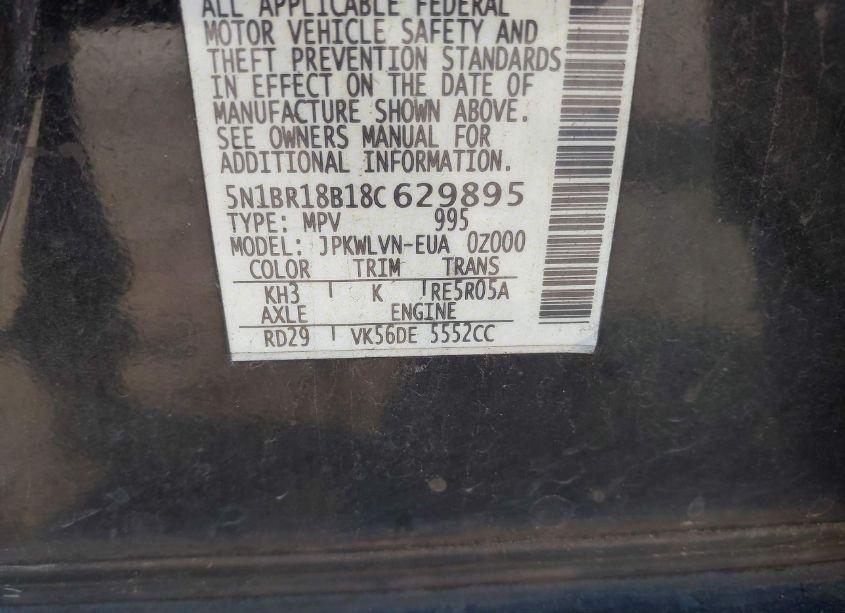 ALL APPLICABLE FEDERAL
MOTOR VEHICLE SAFETY AND
THEFT PREVENTION STANDARDS
IN EFFECT ON THE DATE OF
MANUFACTURE SHOWN ABOVE.
SEE OWNERS MANUAL FOR
ADDITIONAL INFORMATION.
5N1BR18B18C629895
TYPE: MPV 995
MODEL: JPKWLVN-EUA 0Z000
COLOR TRIM TRANS
KH3 K RE5R05A
AXLE ENGINE
RD29 VK56DE 5552CC